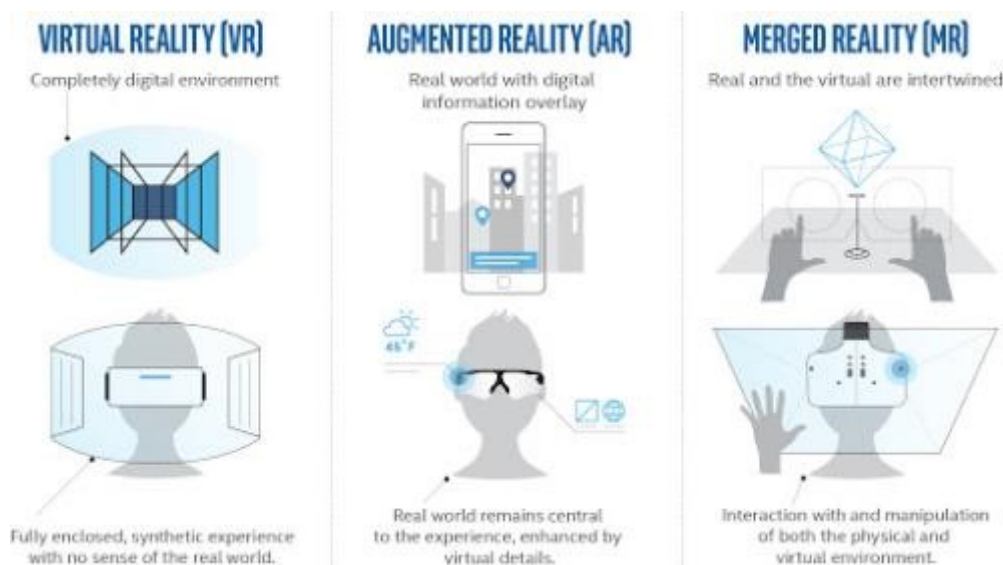 VIRTUAL REALITY (VR)
Completely digital environment
Fully enclosed, synthetic experience
with no sense of the real world.
AUGMENTED REALITY (AR)
Real world with digital
information overlay
45°F
Real world remains central
to the experience, enhanced by
virtual details.
MERGED REALITY (MR)
Real and the virtual are intertwined
Interaction with and manipulation
of both the physical and
virtual environment.